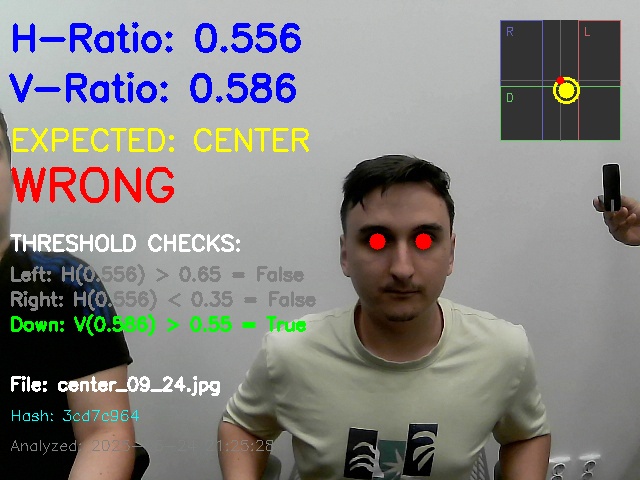 H-Ratio: 0.556
V-Ratio: 0.586
EXPECTED: CENTER
WRONG
THRESHOLD CHECKS:
Left: H(0.556) > 0.65 = False
Right: H(0.556) < 0.35 = False
Down: V(0.586) > 0.55 = True
File: center_09_24.jpg
Hash: 3cd7c964
Analyzed:
R
L
D